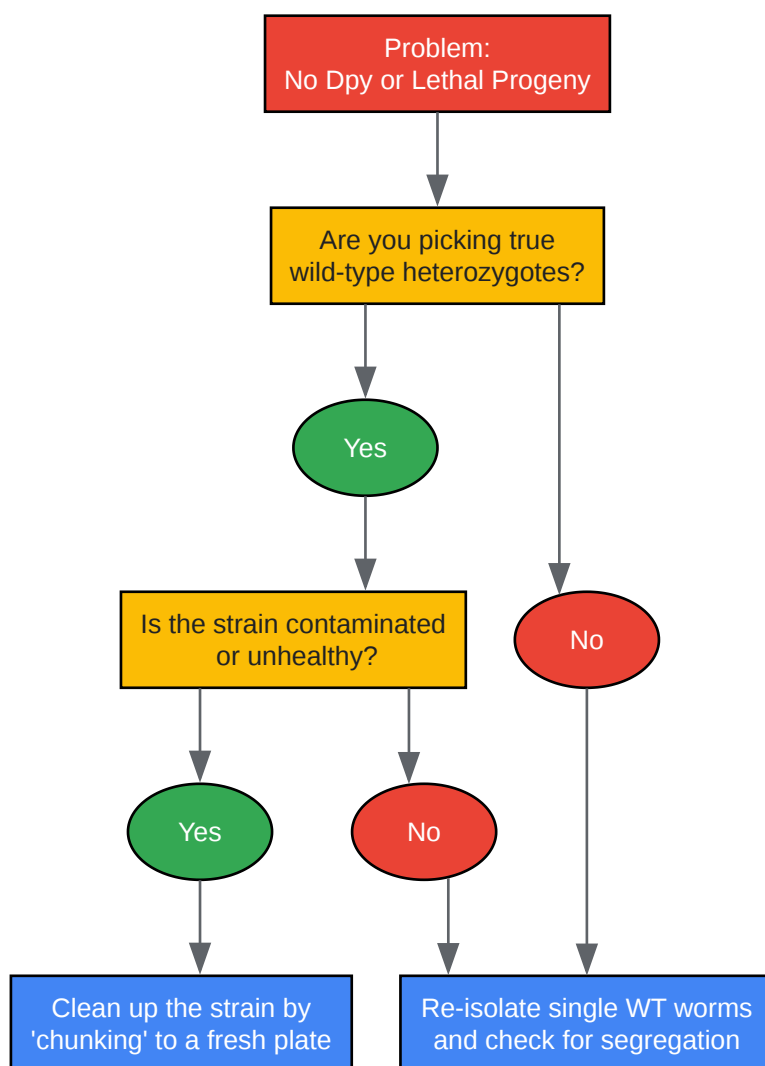 Problem:
No Dpy or Lethal Progeny
Are you picking true
wild-type heterozygotes?
Yes
Is the strain contaminated
or unhealthy?
No
Yes
No
Clean up the strain by
'chunking' to a fresh plate
Re-isolate single WT worms
and check for segregation